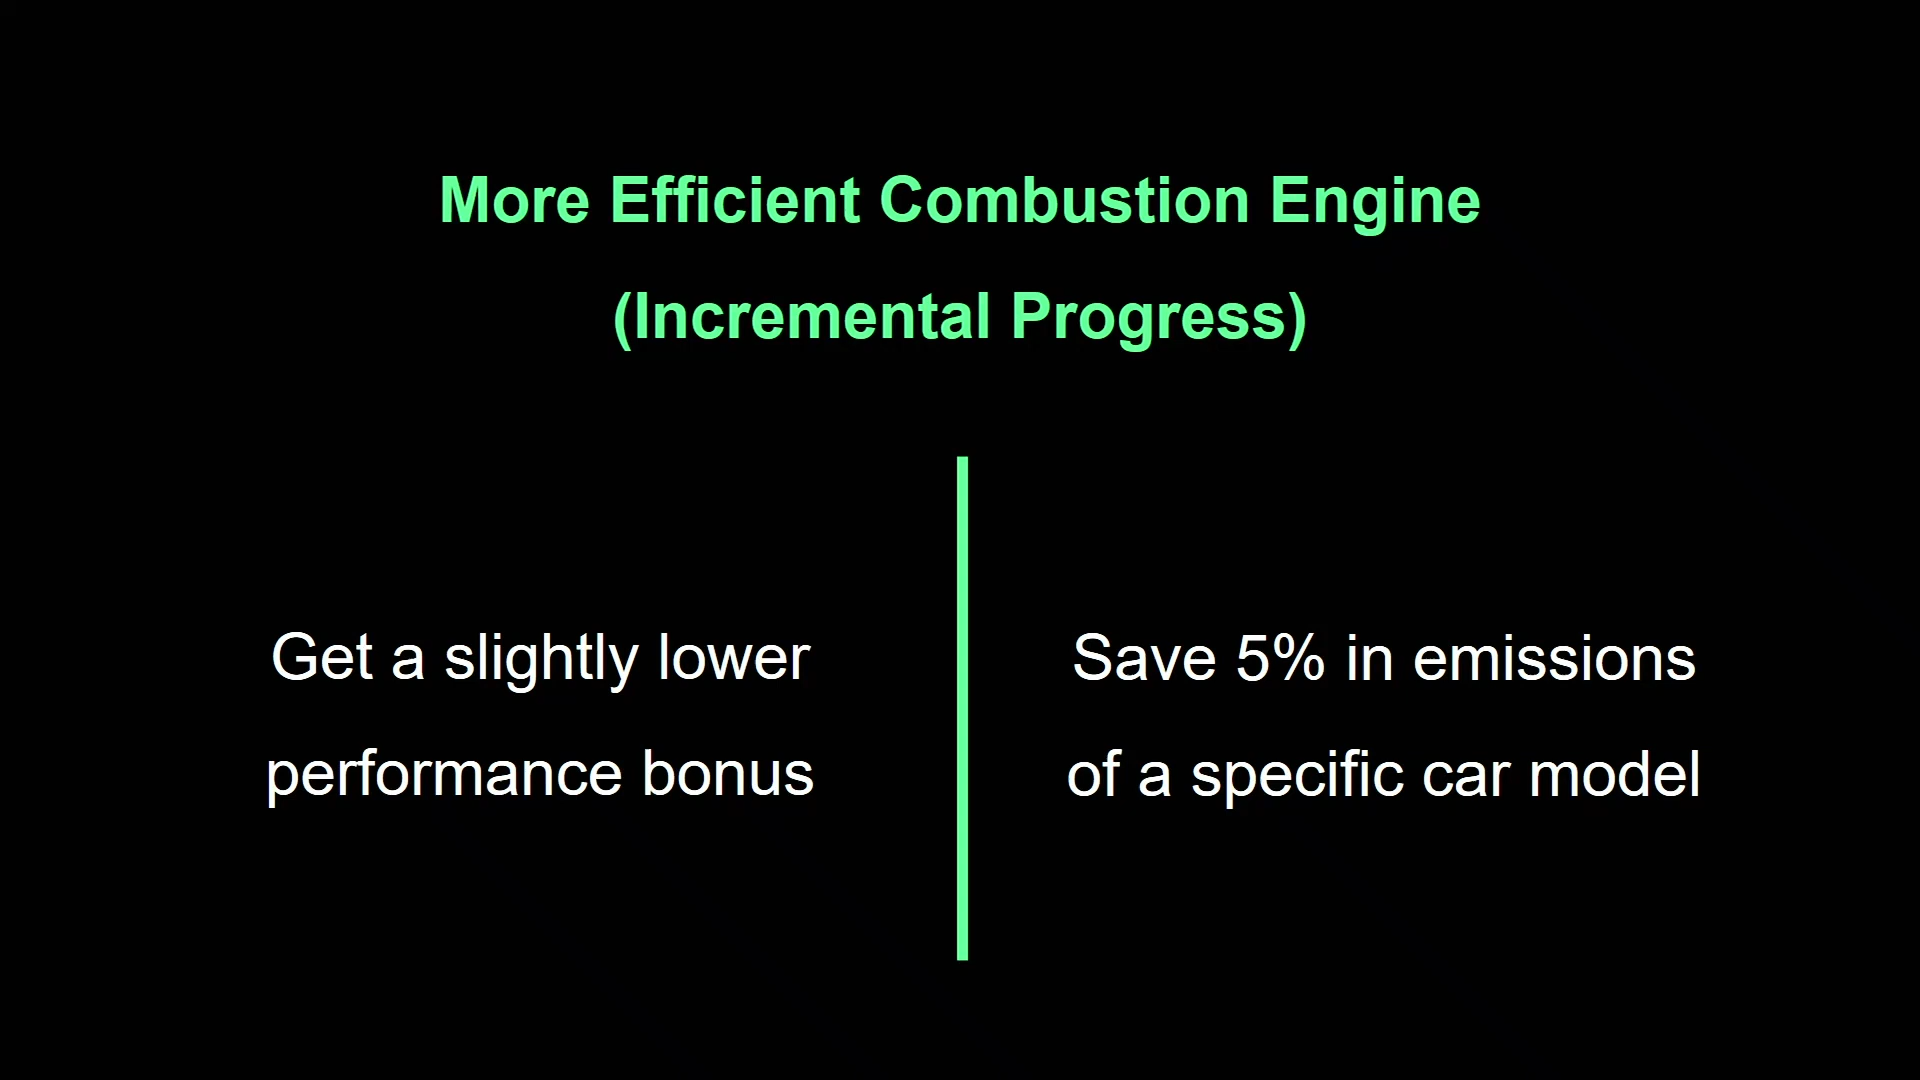 More Efficient Combustion Engine
(Incremental Progress)
Get a slightly lower
performance bonus
Save 5% in emissions
of a specific car model